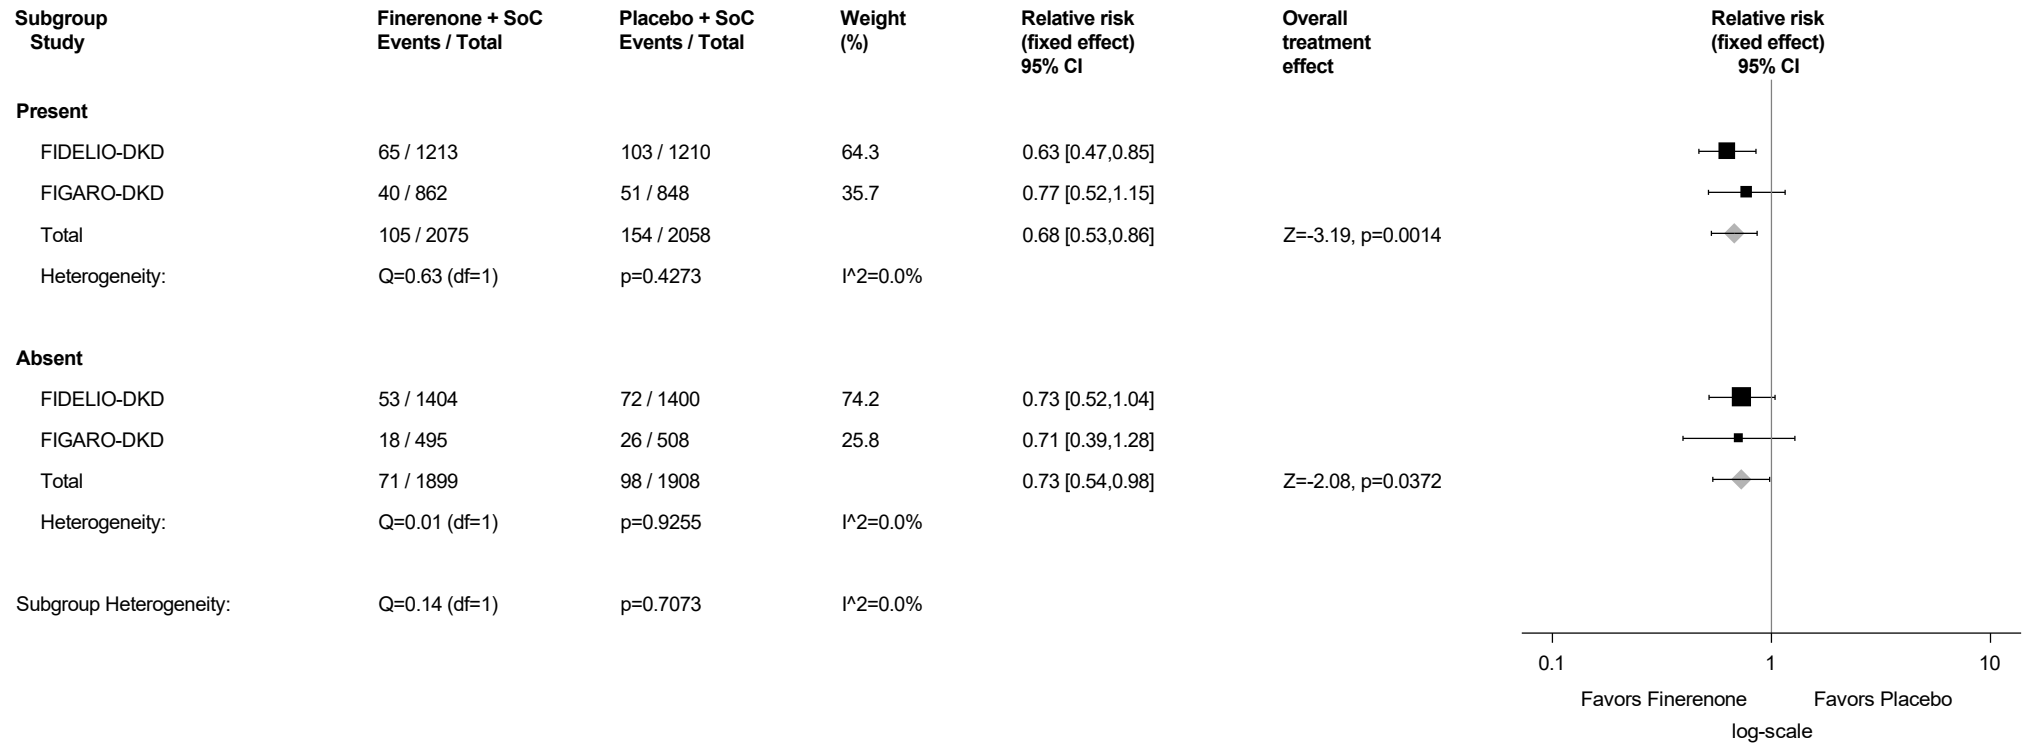 Subgroup Finerenone + SoC Placebo + SoC Weight Relative risk Overall Relative risk
Study Events / Total Events / Total (%) (fixed effect) treatment (fixed effect)
95% CI effect 95% CI
Present
FIDELIO-DKD 65 / 1213 103 / 1210 64.3 0.63 [0.47,0.85]
FIGARO-DKD 40 / 862 51 / 848 35.7 0.77 [0.52,1.15]
Total 105 / 2075 154 / 2058 0.68 [0.53,0.86] Z=-3.19, p=0.0014
Heterogeneity: Q=0.63 (df=1) p=0.4273 I^2=0.0%
Absent
FIDELIO-DKD 53 / 1404 72 / 1400 74.2 0.73 [0.52,1.04]
FIGARO-DKD 18 / 495 26 / 508 25.8 0.71 [0.39,1.28]
Total 71 / 1899 98 / 1908 0.73 [0.54,0.98] Z=-2.08, p=0.0372
Heterogeneity: Q=0.01 (df=1) p=0.9255 I^2=0.0%
Subgroup Heterogeneity: Q=0.14 (df=1) p=0.7073 I^2=0.0%
0.1 1 10
Favors Finerenone Favors Placebo
log-scale